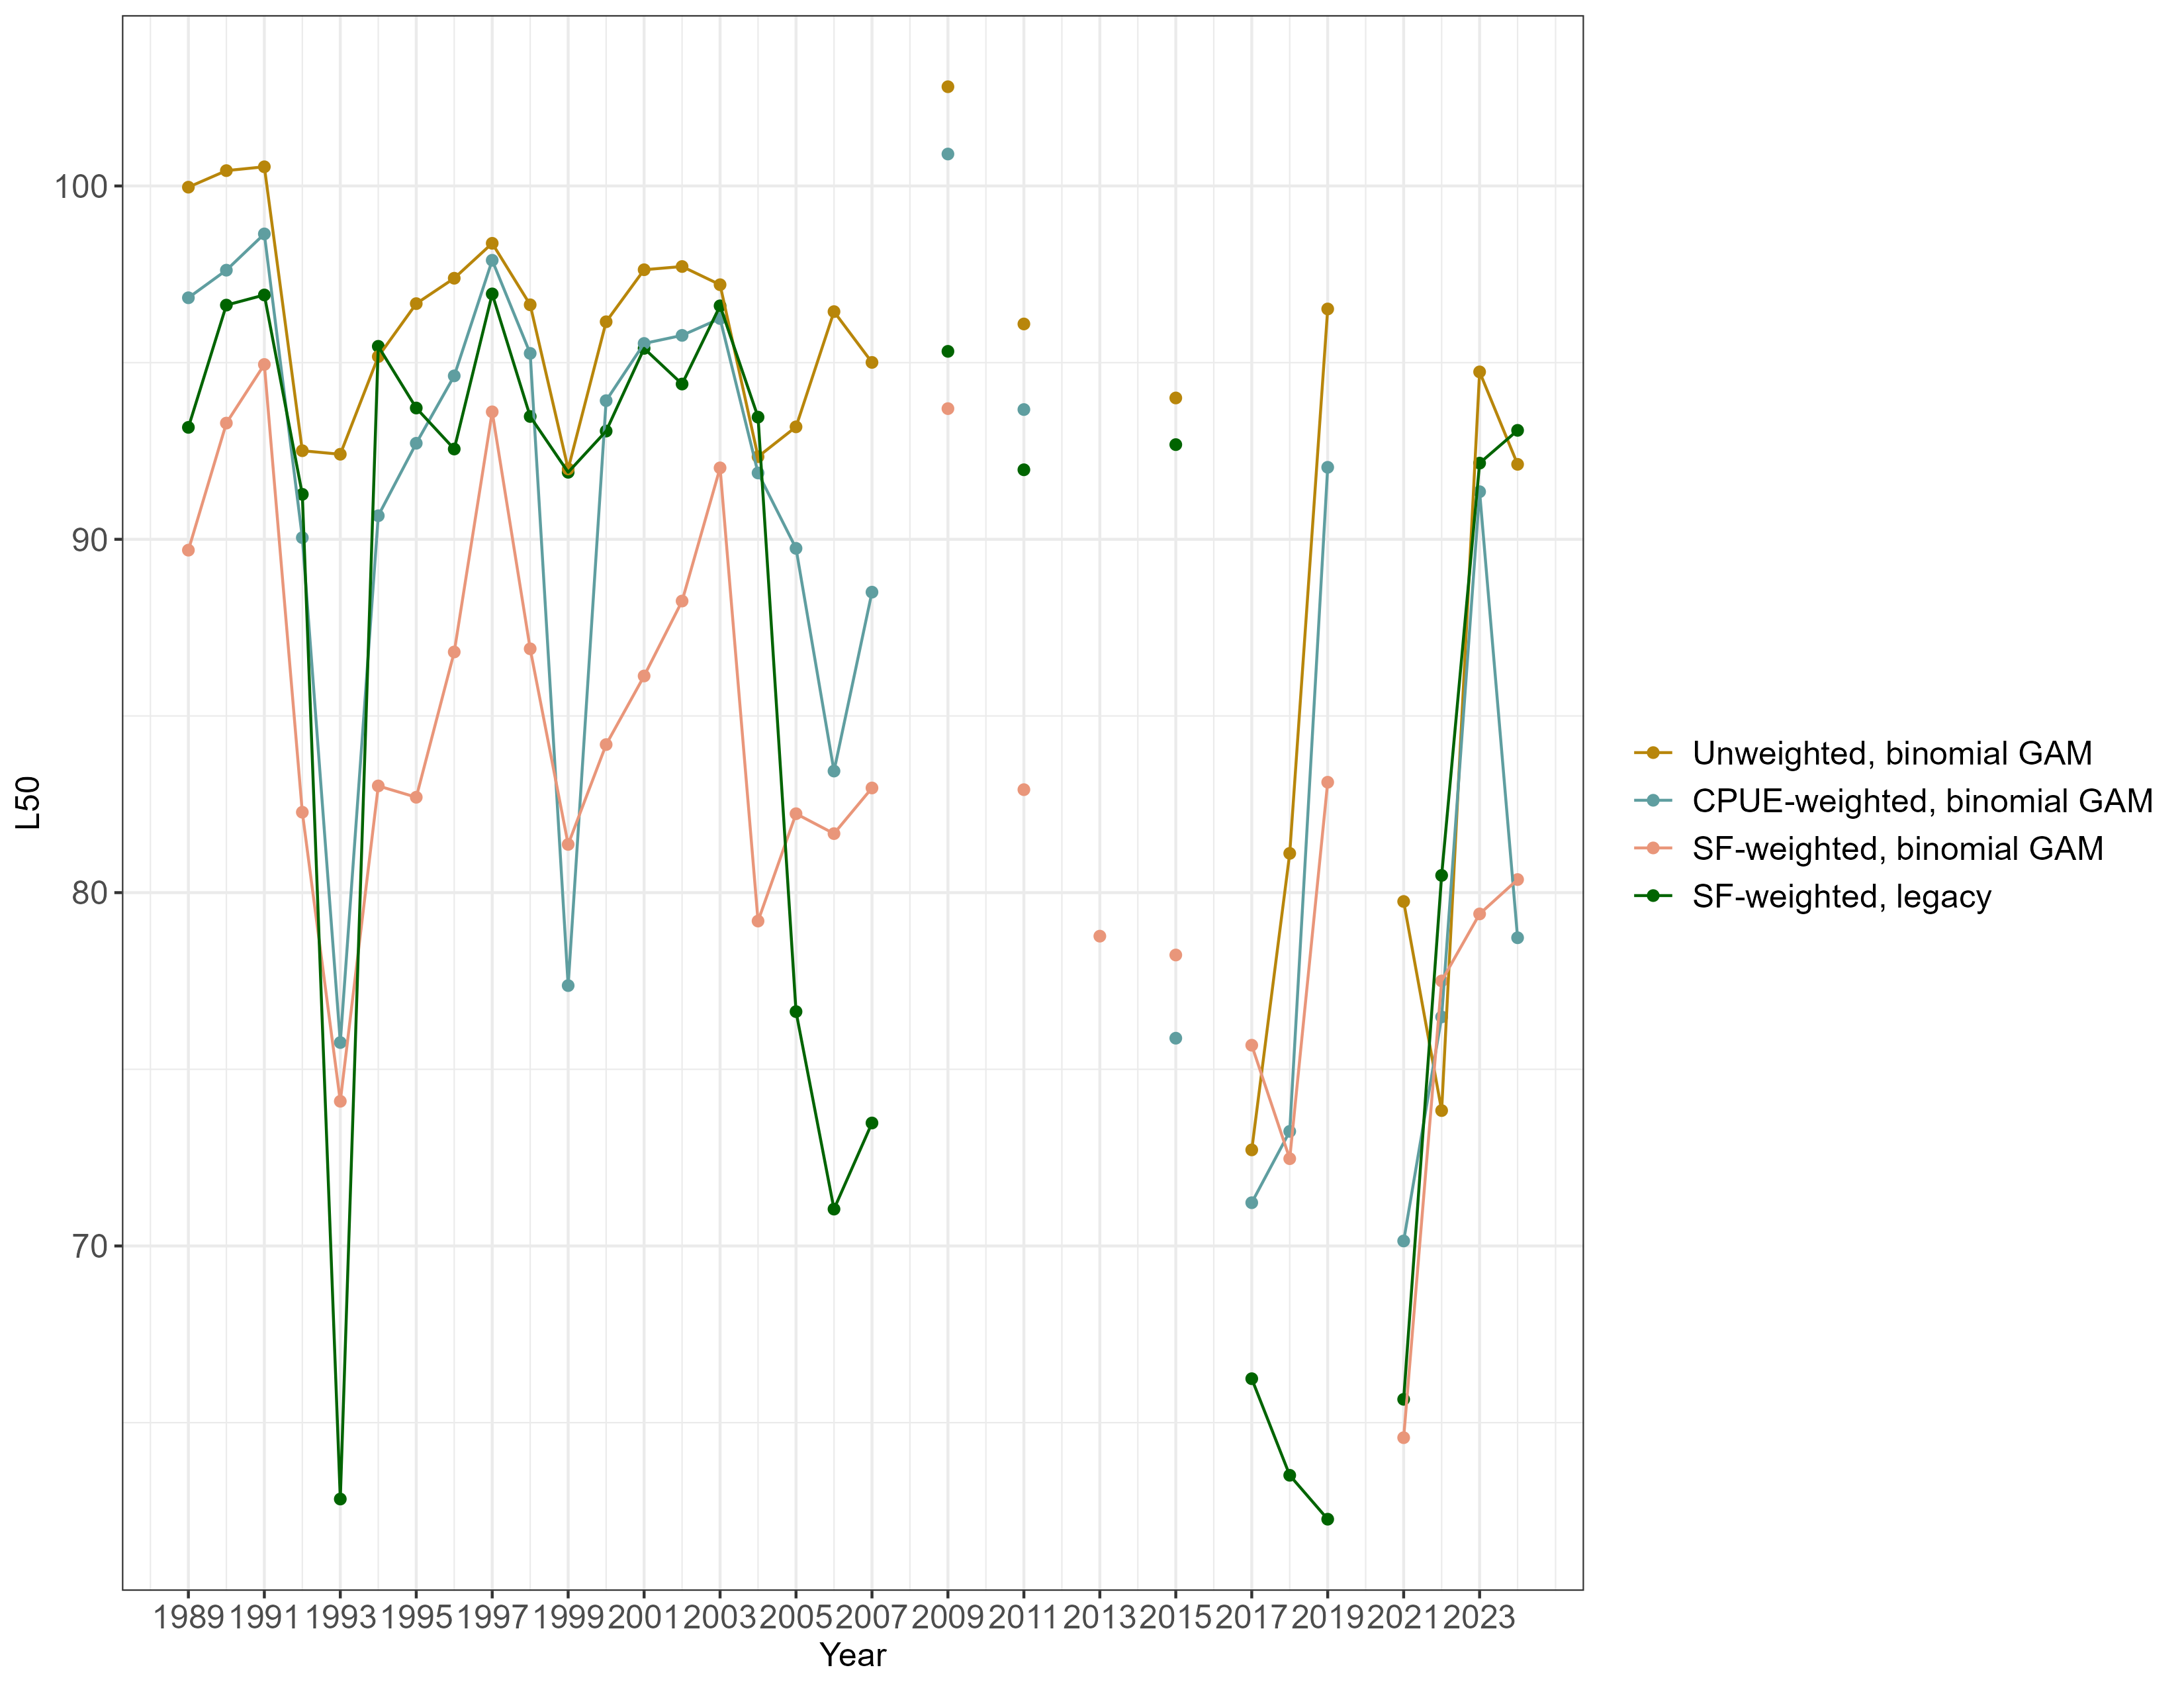 100
90
80
70
L50
1989 1991 1993 1995 1997 1999 2001 2003 2005 2007 2009 2011 2013 2015 2017 2019 2021 2023
Year
Unweighted, binomial GAM
CPUE-weighted, binomial GAM
SF-weighted, binomial GAM
SF-weighted, legacy